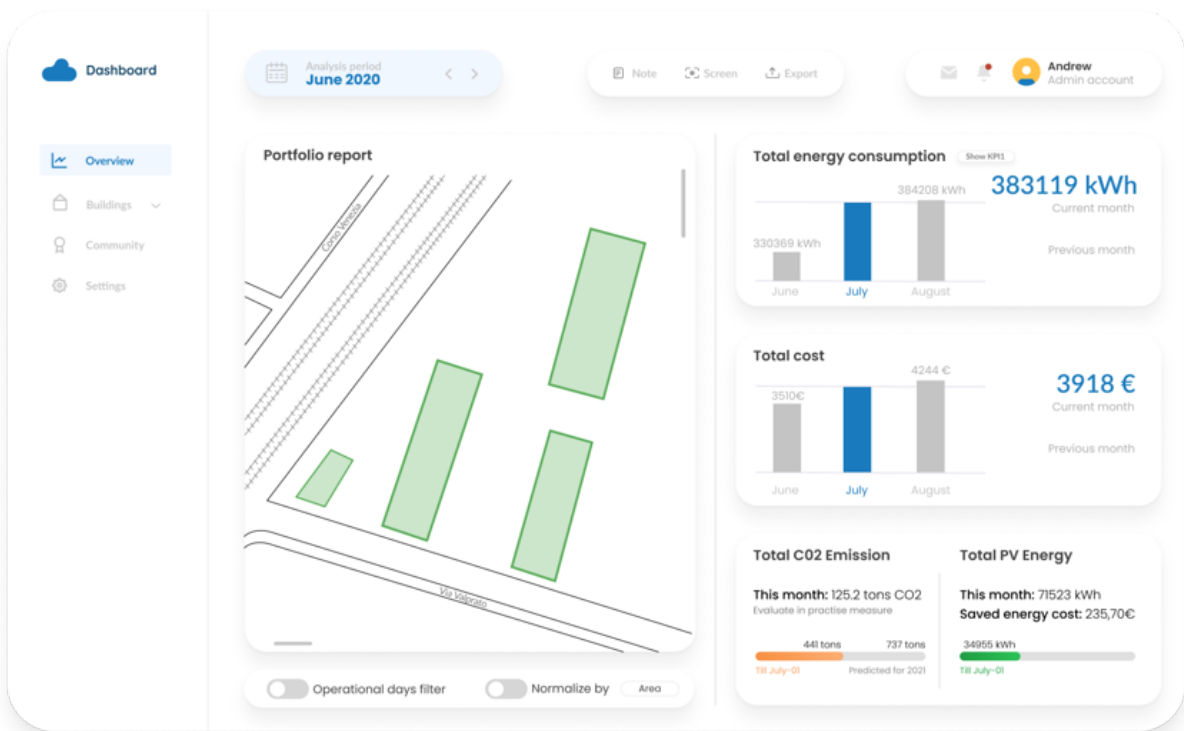 Dashboard
Analysis period
June 2020
Note
Screen
Export
Andrew
Admin account
Overview
Buildings
Community
Settings
Portfolio report
Corso Venezia
Via Valprato
Operational days filter
Normalize by
Area
Total energy consumption
Show KPI1
383119 kWh
Current month
Previous month
384208 kWh
330369 kWh
June
July
August
Total cost
4244 €
3510€
3918 €
Current month
Previous month
June
July
August
Total C02 Emission
This month: 125.2 tons CO2
Evaluate in practise measure
441 tons
737 tons
Till July-01
Predicted for 2021
Total PV Energy
This month: 71523 kWh
Saved energy cost: 235,70€
34955 kWh
Till July-01